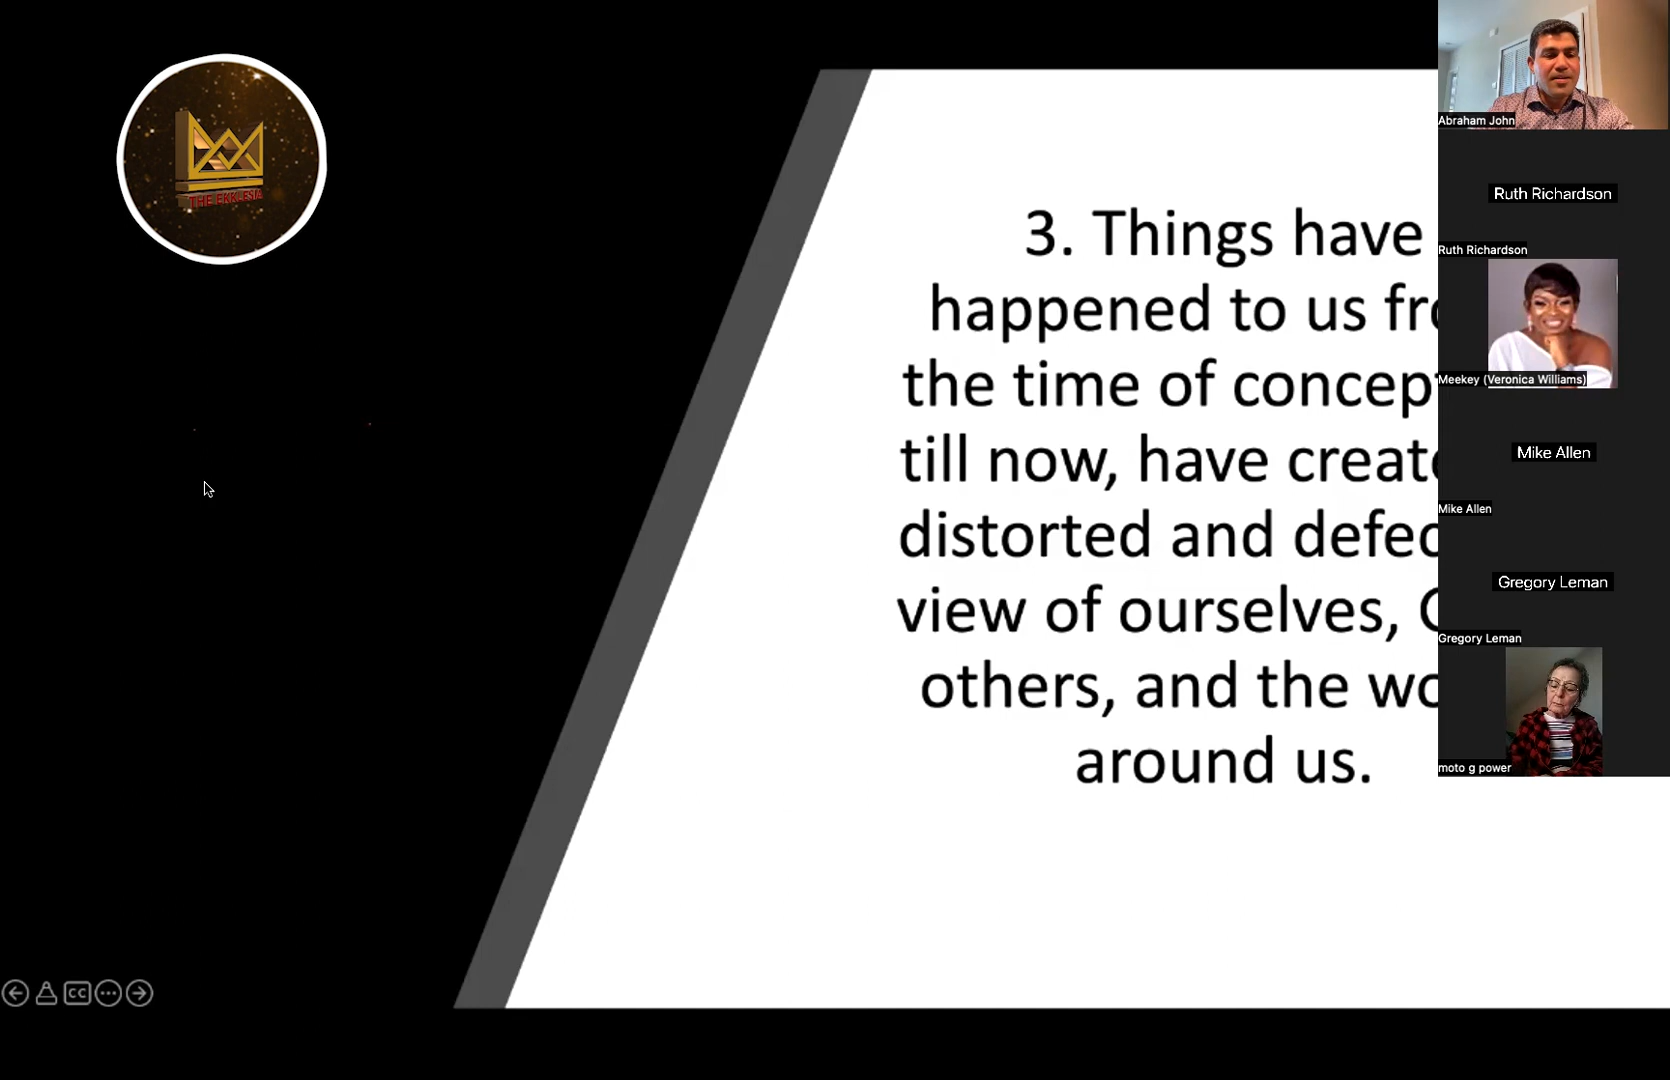 THE EKKLESIA
3. Things have
happened to us
the time of
till now, have
distorted and
view of ourselves,
others, and the
around us.
Abraham John
Ruth Richardson
Ruth Richardson
Meekey (Veronica Williams)
Mike Allen
Mike Allen
Gregory Leman
Gregory Leman
moto g power
CC